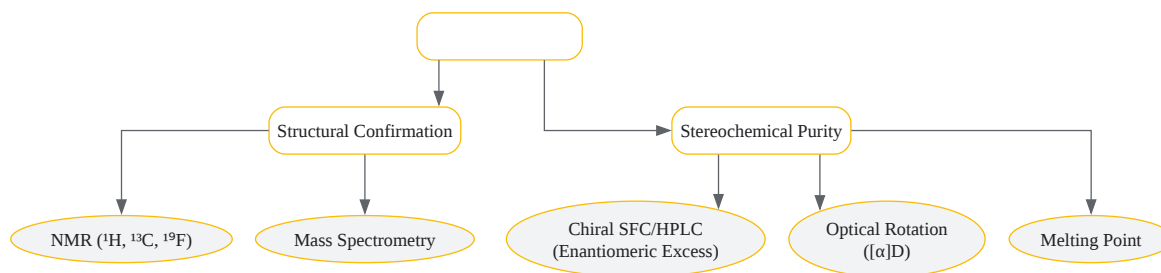 Structural Confirmation
Stereochemical Purity
NMR (¹H, ¹³C, ¹⁹F)
Mass Spectrometry
Chiral SFC/HPLC
(Enantiomeric Excess)
Optical Rotation
([α]D)
Melting Point